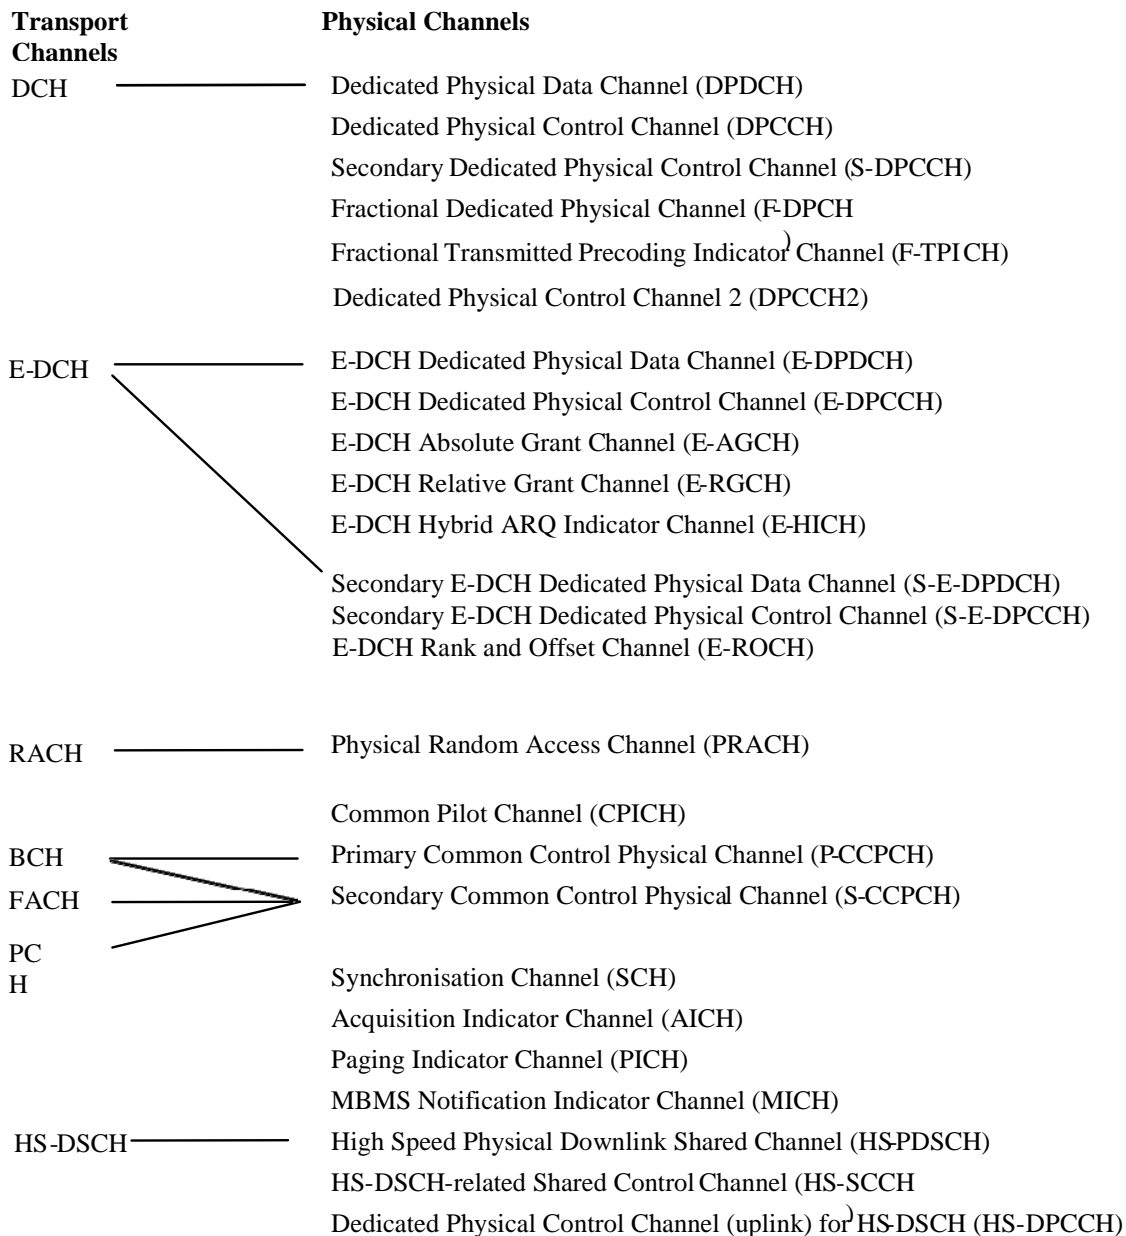 Transport Channels Physical Channels
DCH Dedicated Physical Data Channel (DPDCH)
Dedicated Physical Control Channel (DPCCH)
Secondary Dedicated Physical Control Channel (S-DPCCH)
Fractional Dedicated Physical Channel (F-DPCH)
Fractional Transmitted Precoding Indicator Channel (F-TPICH)
Dedicated Physical Control Channel 2 (DPCCH2)
E-DCH E-DCH Dedicated Physical Data Channel (E-DPDCH)
E-DCH Dedicated Physical Control Channel (E-DPCCH)
E-DCH Absolute Grant Channel (E-AGCH)
E-DCH Relative Grant Channel (E-RGCH)
E-DCH Hybrid ARQ Indicator Channel (E-HICH)
Secondary E-DCH Dedicated Physical Data Channel (S-E-DPDCH)
Secondary E-DCH Dedicated Physical Control Channel (S-E-DPCCH)
E-DCH Rank and Offset Channel (E-ROCH)
RACH Physical Random Access Channel (PRACH)
Common Pilot Channel (CPICH)
BCH Primary Common Control Physical Channel (P-CCPCH)
FACH Secondary Common Control Physical Channel (S-CCPCH)
PC
H Synchronisation Channel (SCH)
Acquisition Indicator Channel (AICH)
Paging Indicator Channel (PICH)
MBMS Notification Indicator Channel (MICH)
HS-DSCH High Speed Physical Downlink Shared Channel (HS-PDSCH)
HS-DSCH-related Shared Control Channel (HS-SCCH)
Dedicated Physical Control Channel (uplink) for HS-DSCH (HS-DPCCH)